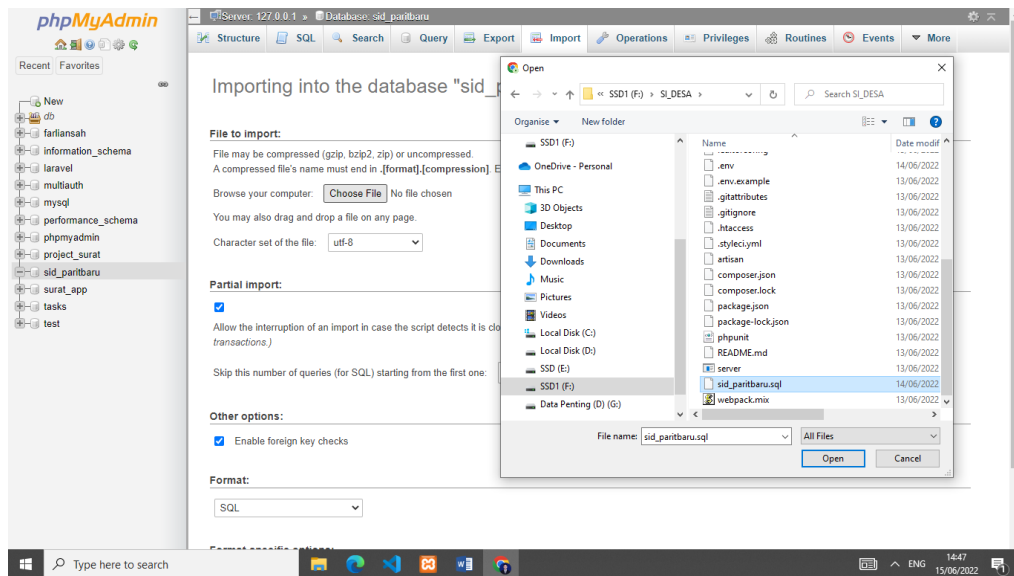 phpMyAdmin
Recent Favorites
New
db
farliansah
information_schema
laravel
multiauth
mysql
performance_schema
phpmyadmin
project_surat
sid_paritbaru
surat_app
tasks
test
Server: 127.0.0.1 » Database: sid_paritbaru
Structure SQL Search Query Export Import Operations Privileges Routines Events More
Importing into the database "sid_p
File to import:
File may be compressed (gzip, bzip2, zip) or uncompressed.
A compressed file's name must end in .[format].[compression]. E
Browse your computer: Choose File No file chosen
You may also drag and drop a file on any page.
Character set of the file: utf-8
Partial import:
Allow the interruption of an import in case the script detects it is clo
transactions.)
Skip this number of queries (for SQL) starting from the first one:
Other options:
Enable foreign key checks
Format:
SQL
Format-specific options:
Open
« SSD1 (F:) › SI_DESA ›
Search SI_DESA
Organise New folder
SSD1 (F:)
OneDrive - Personal
This PC
3D Objects
Desktop
Documents
Downloads
Music
Pictures
Videos
Local Disk (C:)
Local Disk (D:)
SSD (E:)
SSD1 (F:)
Data Penting (D) (G:)
Name Date modif
.env 14/06/2022
.env.example 13/06/2022
.gitattributes 13/06/2022
.gitignore 13/06/2022
.htaccess 13/06/2022
.styleci.yml 13/06/2022
artisan 13/06/2022
composer.json 13/06/2022
composer.lock 13/06/2022
package.json 13/06/2022
package-lock.json 13/06/2022
phpunit 13/06/2022
README.md 13/06/2022
server 13/06/2022
sid_paritbaru.sql 14/06/2022
webpack.mix 13/06/2022
File name: sid_paritbaru.sql All Files
Open Cancel
Type here to search
ENG
14:47
15/06/2022